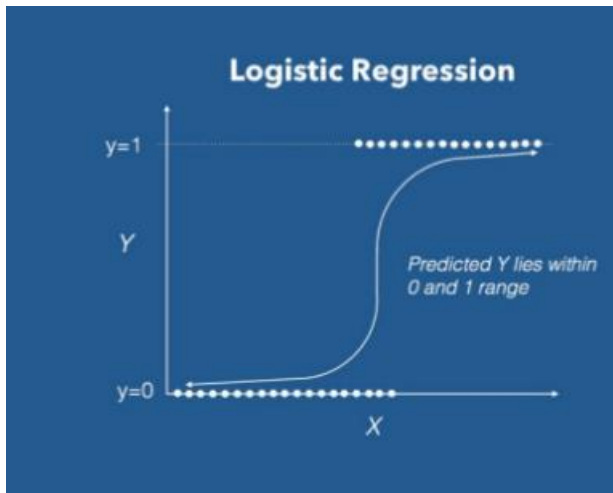 Logistic Regression
y=1
Y
Predicted Y lies within
0 and 1 range
y=0
X